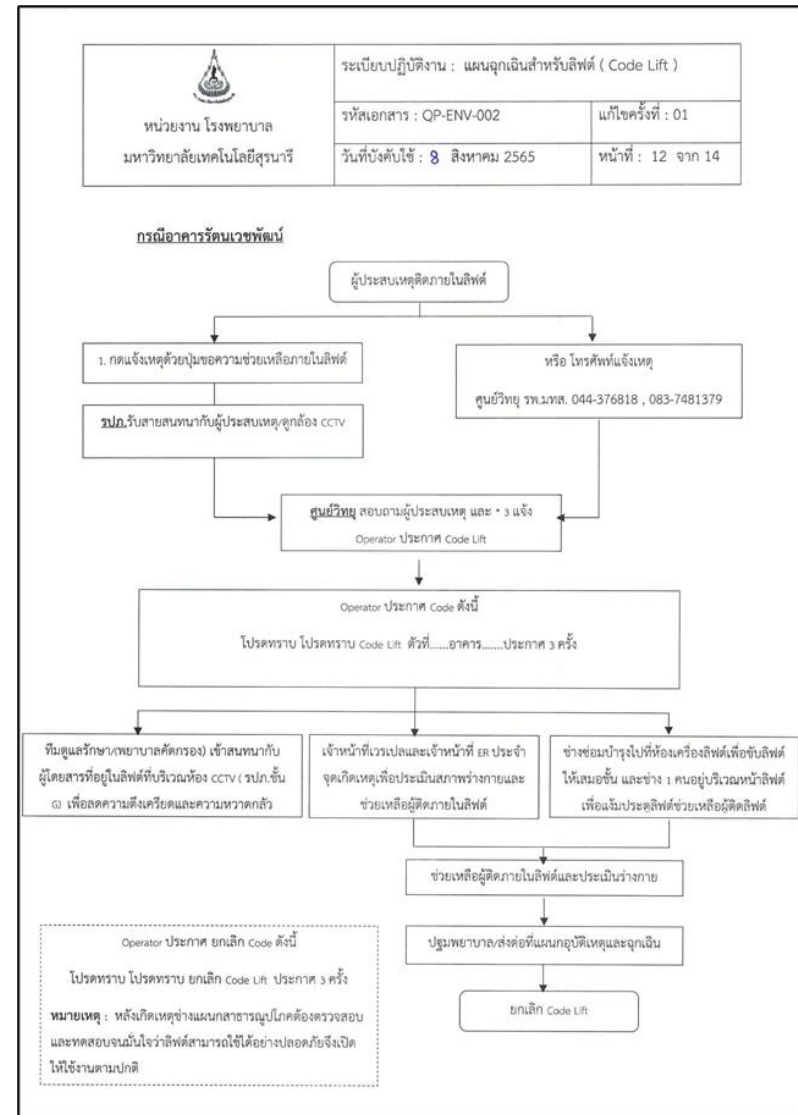 หน่วยงาน โรงพยาบาล
มหาวิทยาลัยเทคโนโลยีสุรนารี
ระเบียบปฏิบัติงาน : แผนฉุกเฉินสำหรับลิฟต์ ( Code Lift )
รหัสเอกสาร : QP-ENV-002
แก้ไขครั้งที่ : 01
วันที่บังคับใช้ : 8 สิงหาคม 2565
หน้าที่ : 12 จาก 14
กรณีอาคารรัตนเวชพัฒน์
ผู้ประสบเหตุติดภายในลิฟต์
1. กดแจ้งเหตุด้วยปุ่มขอความช่วยเหลือภายในลิฟต์
หรือ โทรศัพท์แจ้งเหตุ
ศูนย์วิทยุ รพ.มทส. 044-376818 , 083-7481379
รปภ.รับสายสนทนากับผู้ประสบเหตุ/ดูกล้อง CCTV
ศูนย์วิทยุ สอบถามผู้ประสบเหตุ และ * 3 แจ้ง
Operator ประกาศ Code Lift
Operator ประกาศ Code ดังนี้
โปรดทราบ โปรดทราบ Code Lift ตัวที่......อาคาร.......ประกาศ 3 ครั้ง
ทีมดูแลรักษา/(พยาบาลคัดกรอง) เข้าสนทนากับ
ผู้โดยสารที่อยู่ในลิฟต์ที่บริเวณห้อง CCTV ( รปภ.ชั้น
G) เพื่อลดความตึงเครียดและความหวาดกลัว
เจ้าหน้าที่เวรเปลและเจ้าหน้าที่ ER ประจำ
จุดเกิดเหตุเพื่อประเมินสภาพร่างกายและ
ช่วยเหลือผู้ติดภายในลิฟต์
ช่างซ่อมบำรุงไปที่ห้องเครื่องลิฟต์เพื่อขับลิฟต์
ให้เสมอชั้น และช่าง 1 คนอยู่บริเวณหน้าลิฟต์
เพื่อแง้มประตูลิฟต์ช่วยเหลือผู้ติดลิฟต์
ช่วยเหลือผู้ติดภายในลิฟต์และประเมินร่างกาย
ปฐมพยาบาล/ส่งต่อที่แผนกอุบัติเหตุและฉุกเฉิน
ยกเลิก Code Lift
Operator ประกาศ ยกเลิก Code ดังนี้
โปรดทราบ โปรดทราบ ยกเลิก Code Lift ประกาศ 3 ครั้ง
หมายเหตุ : หลังเกิดเหตุช่างแผนกสาธารณูปโภคต้องตรวจสอบ
และทดสอบจนมั่นใจว่าลิฟต์สามารถใช้ได้อย่างปลอดภัยจึงเปิด
ให้ใช้งานตามปกติ